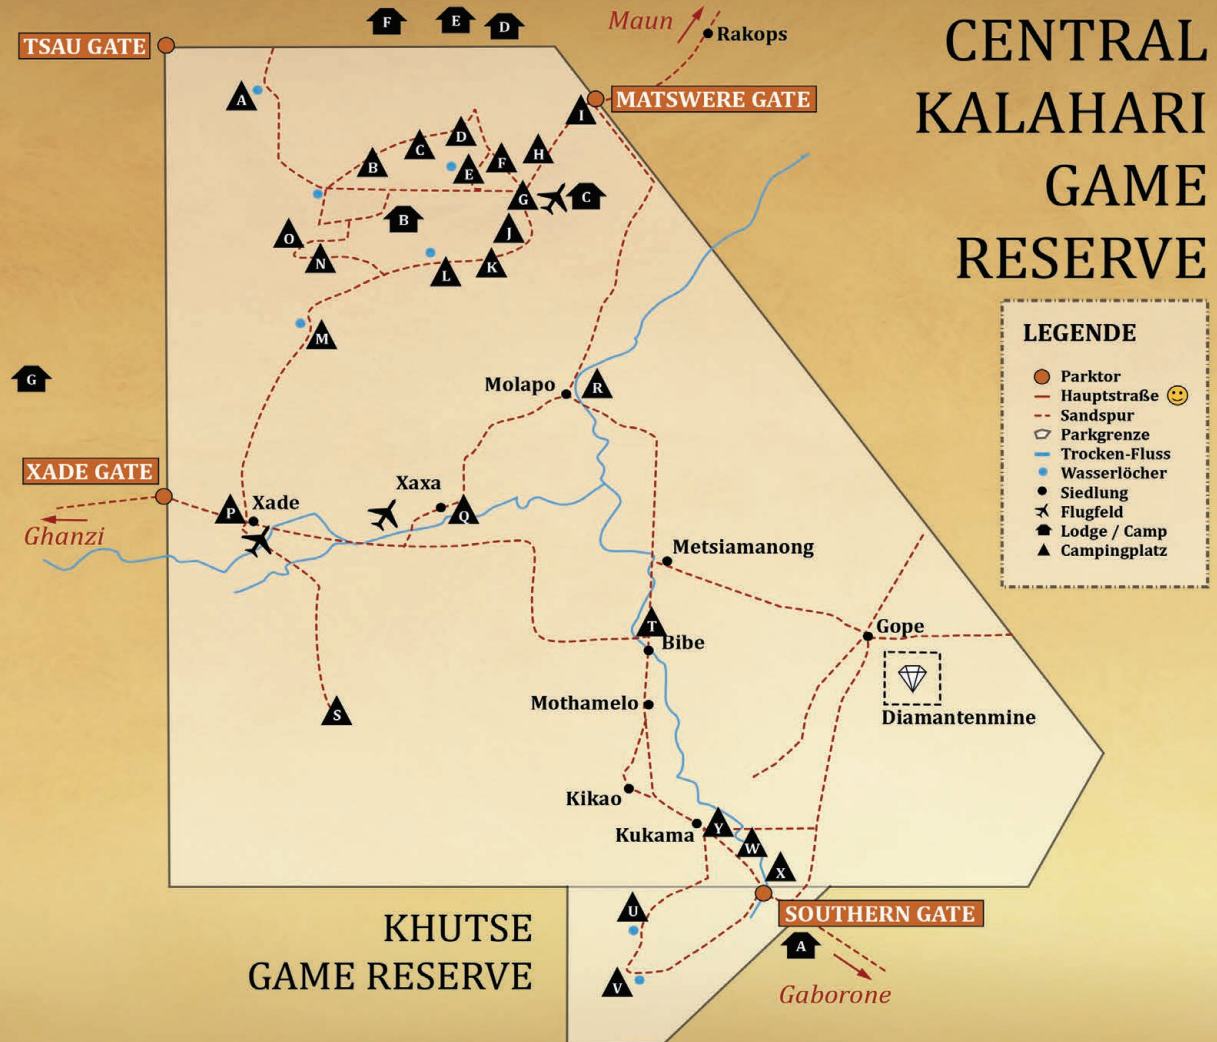 CENTRAL
KALAHARI
GAME
RESERVE
F
E
D
Maun
Rakops
TSAU GATE
MATSWERE GATE
A
I
D
C
H
B
F
E
G
C
B
J
O
N
K
L
M
LEGENDE
Parktor
Hauptstraße
Sandspur
Parkgrenze
Trocken-Fluss
Wasserlöcher
Siedlung
Flugfeld
Lodge / Camp
Campingplatz
G
Molapo
R
XADE GATE
Ghanzi
P
Xade
Xaxa
Q
Metsiamanong
T
Bibe
Gope
Diamantenmine
Mothamelo
S
Kikao
Kukama
Y
W
X
SOUTHERN GATE
U
V
A
Gaborone
KHUTSE
GAME RESERVE